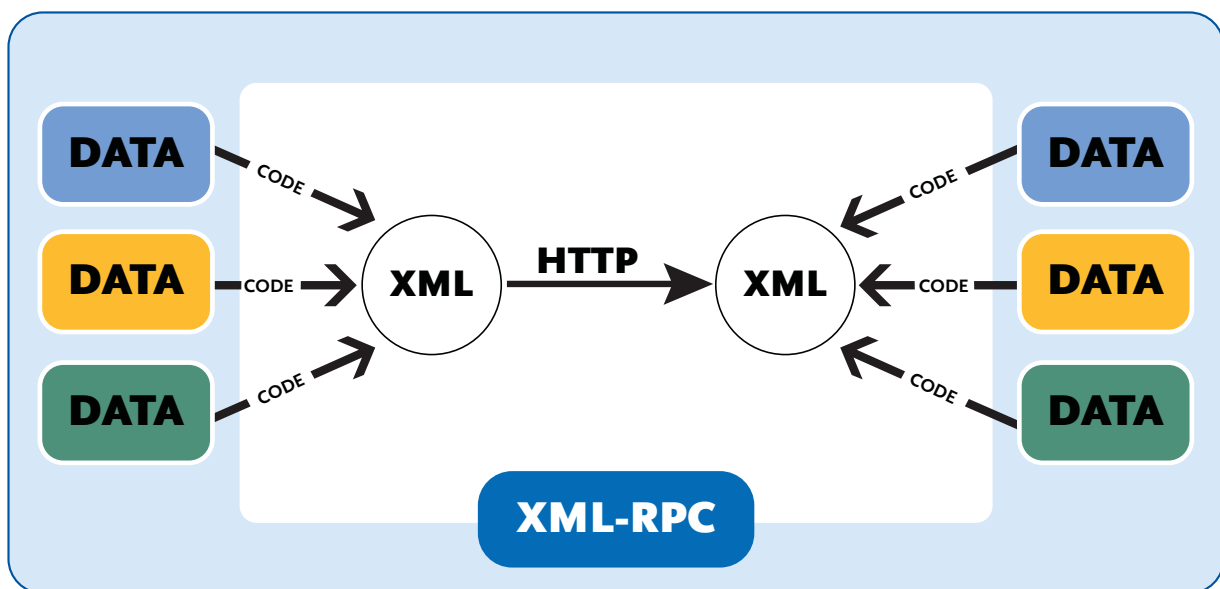 DATA
CODE
DATA
CODE
DATA
CODE
XML
HTTP
XML
CODE
DATA
CODE
DATA
CODE
DATA
XML-RPC